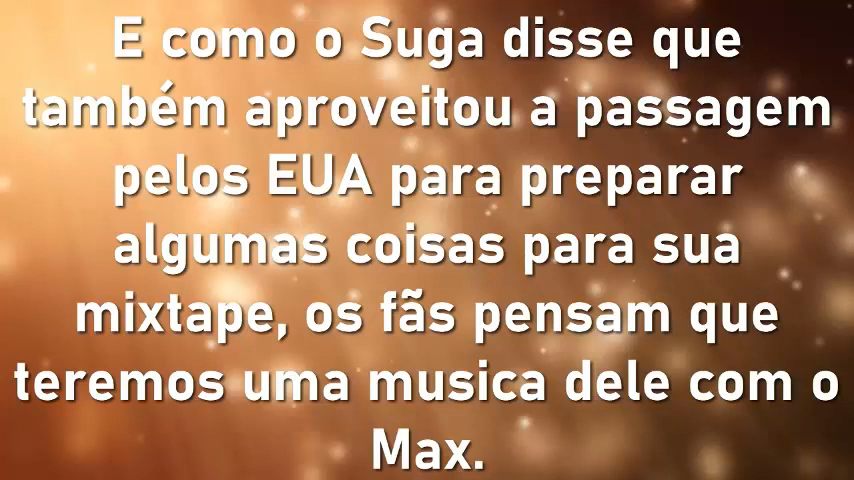 E como o Suga disse que
também aproveitou a passagem
pelos EUA para preparar
algumas coisas para sua
mixtape, os fãs pensam que
teremos uma musica dele com o
Max.